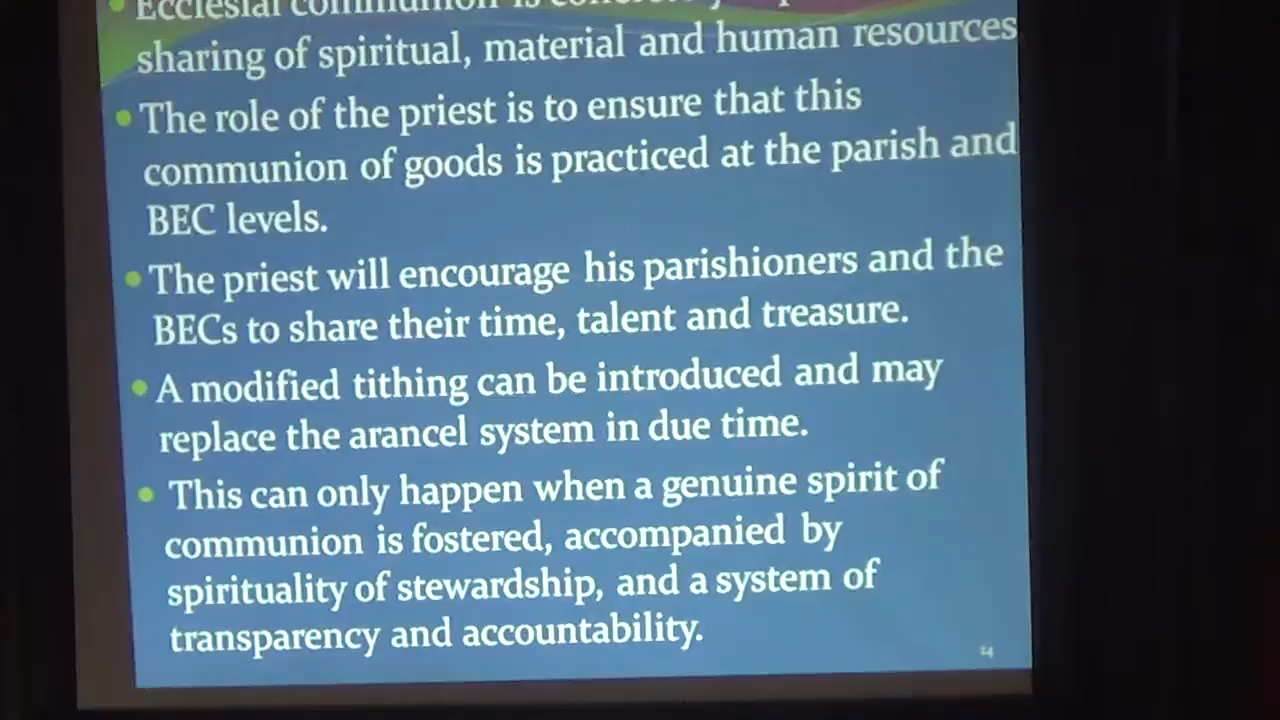 • Ecclesial communion is
sharing of spiritual, material and human resources
• The role of the priest is to ensure that this
communion of goods is practiced at the parish and
BEC levels.
• The priest will encourage his parishioners and the
BECs to share their time, talent and treasure.
• A modified tithing can be introduced and may
replace the arancel system in due time.
• This can only happen when a genuine spirit of
communion is fostered, accompanied by
spirituality of stewardship, and a system of
transparency and accountability.
14